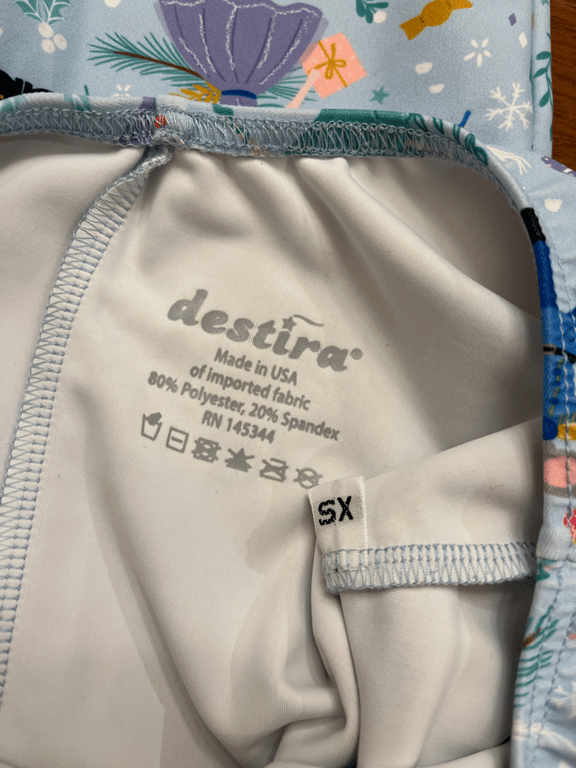 destira®
Made in USA
of imported fabric
80% Polyester, 20% Spandex
RN 145344
SX